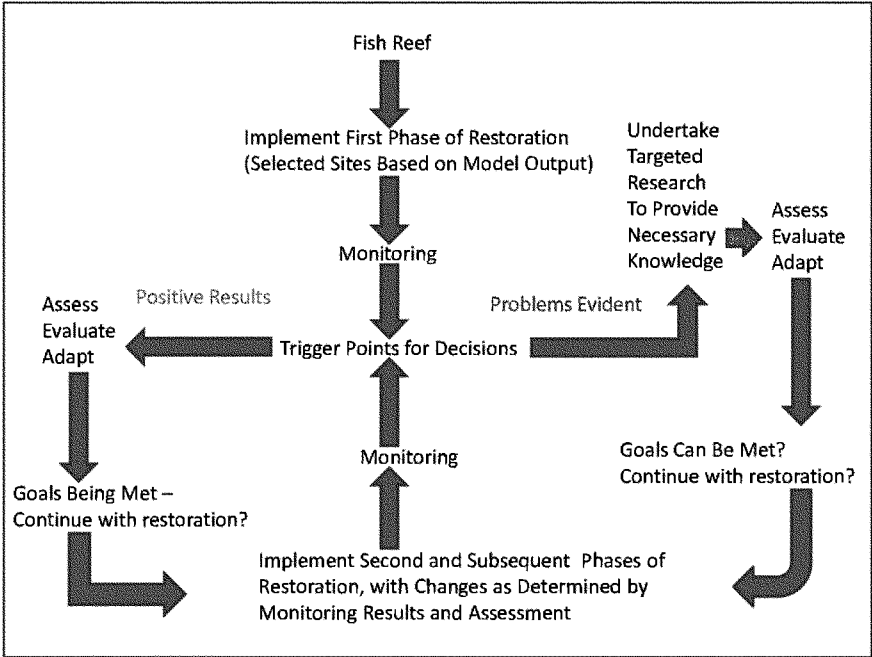 Fish Reef
Implement First Phase of Restoration
(Selected Sites Based on Model Output)
Monitoring
Undertake
Targeted
Research
To Provide
Necessary
Knowledge
Assess
Evaluate
Adapt
Positive Results
Problems Evident
Assess
Evaluate
Adapt
Trigger Points for Decisions
Monitoring
Goals Can Be Met?
Continue with restoration?
Goals Being Met –
Continue with restoration?
Implement Second and Subsequent Phases of
Restoration, with Changes as Determined by
Monitoring Results and Assessment